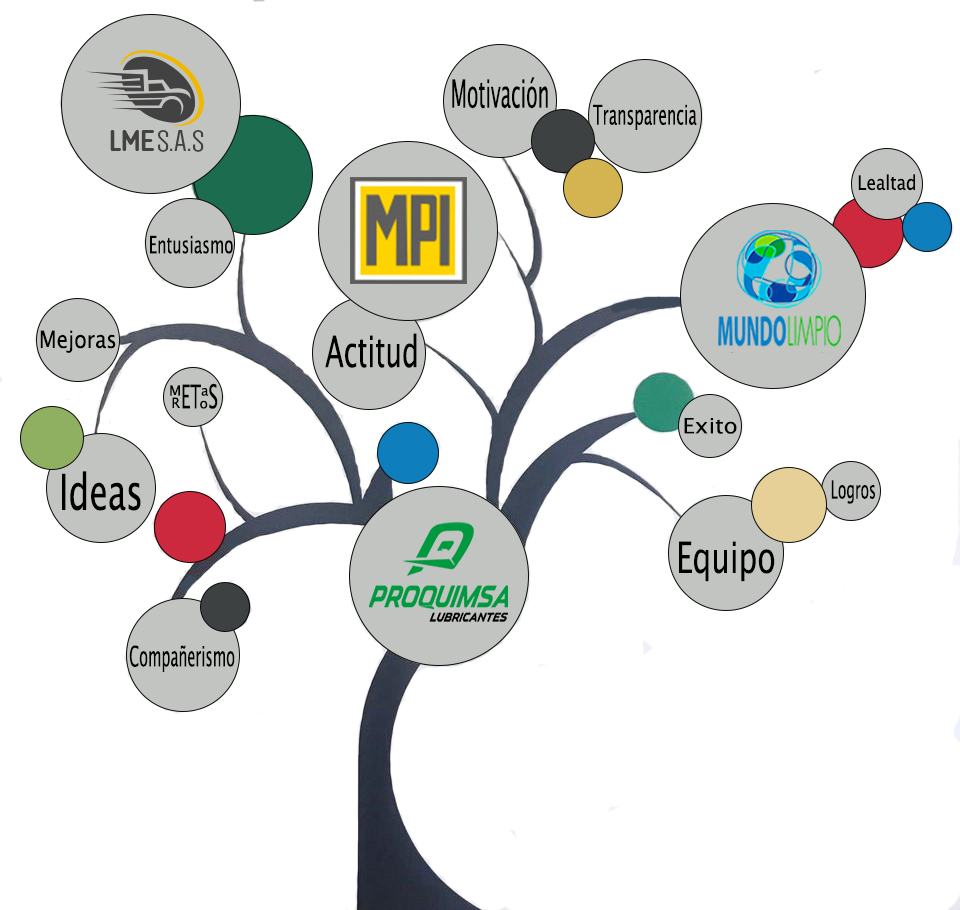 LME S.A.S
Motivación
Transparencia
Lealtad
MPI
Entusiasmo
MUNDOLIMPIO
Mejoras
Actitud
METaS
RETos
Exito
Ideas
Logros
Equipo
PROQUIMSA
LUBRICANTES
Compañerismo